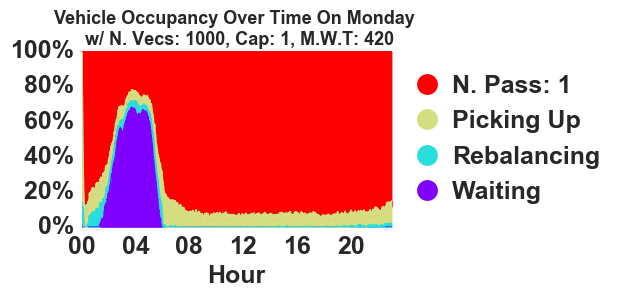 Vehicle Occupancy Over Time On Monday
w/ N. Vecs: 1000, Cap: 1, M.W.T: 420
100%
80%
60%
40%
20%
0%
00 04 08 12 16 20
Hour
N. Pass: 1
Picking Up
Rebalancing
Waiting